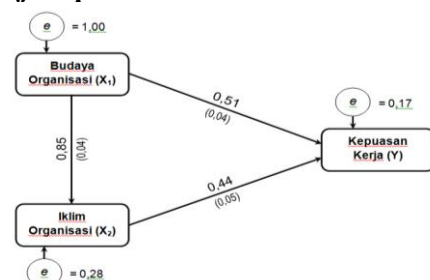 e = 1,00
Budaya
Organisasi (X₁)
0,51
(0,04)
e = 0,17
0,85
(0,04)
Kepuasan
Kerja (Y)
0,44
(0,05)
Iklim
Organisasi (X₂)
e = 0,28